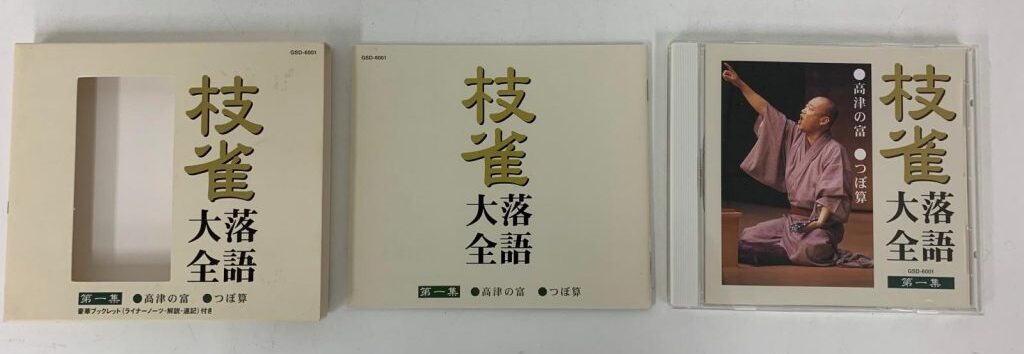 GSD-6001
枝雀
落語
大全
第一集 ●高津の富 ●つぼ算
豪華ブックレット(ライナーノーツ・解説・速記)付き
GSD-6001
枝雀
落語
大全
第一集 ●高津の富 ●つぼ算
枝雀
落語
大全
GSD-6001
第一集
●高津の富 ●つぼ算